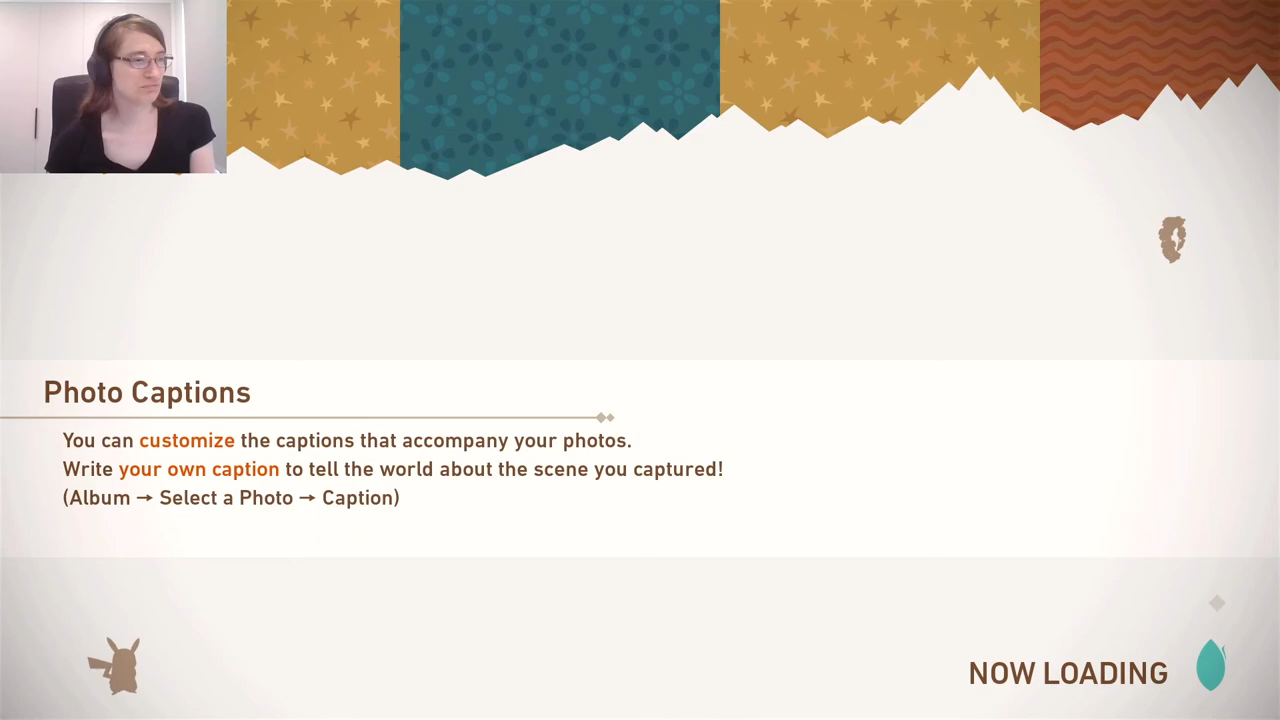 Photo Captions
You can customize the captions that accompany your photos.
Write your own caption to tell the world about the scene you captured!
(Album → Select a Photo → Caption)
NOW LOADING